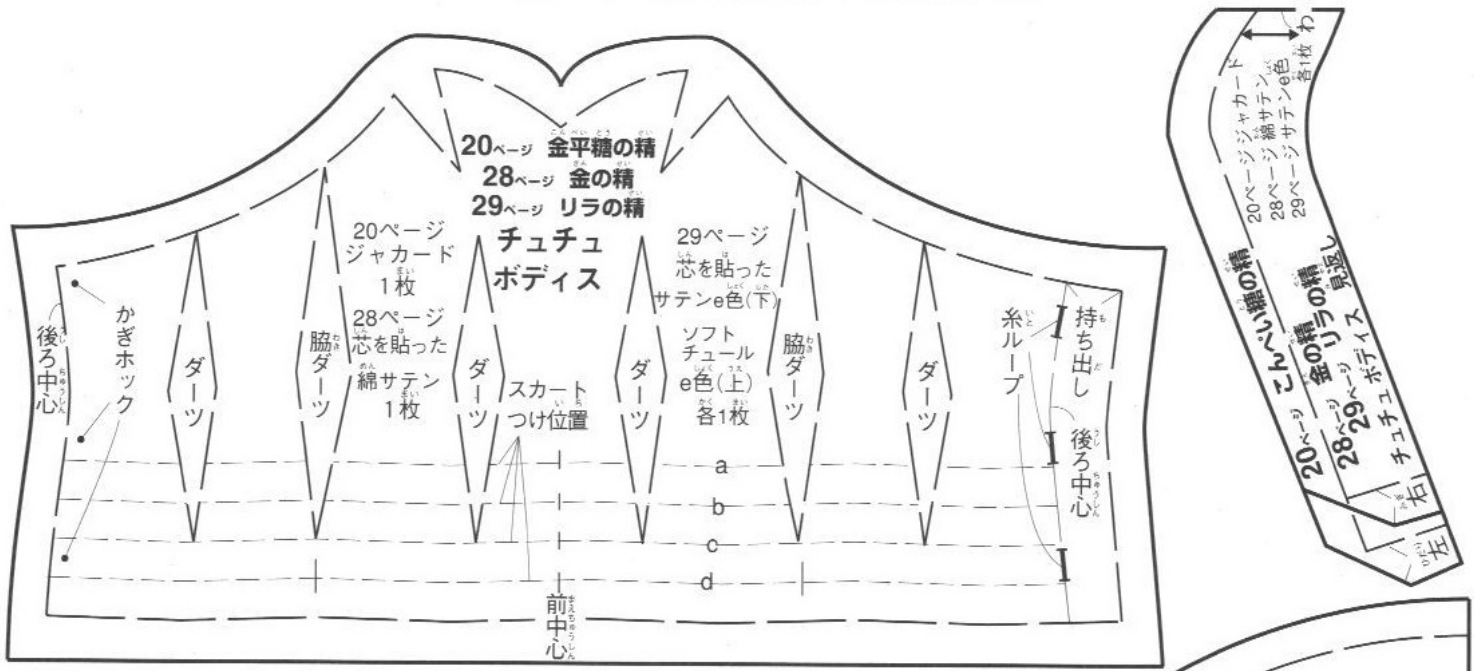 20ページ 金平糖の精
28ページ 金の精
29ページ リラの精
チュチュ
ボディス
20ページ
ジャカード
1枚
28ページ
芯を貼った
綿サテン
1枚
29ページ
芯を貼った
サテンe色(下)
ソフト
チュール
e色(上)
各1枚
後ろ中心
かぎホック
ダーツ
脇ダーツ
ダーツ
スカート
つけ位置
ダーツ
脇ダーツ
ダーツ
糸ループ
持ち出し
後ろ中心
a
b
c
d
前中心
わ
20ページ ジャカード
28ページ 綿サテン
29ページ サテンe色
各1枚
20ページ こんぺい糖の精
28ページ 金の精
29ページ リラの精
チュチュ ボディス 見返し
右
左